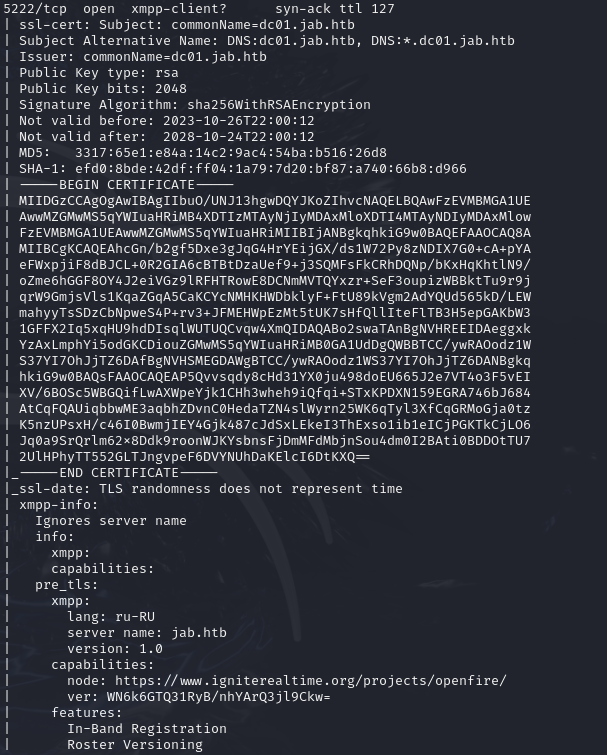 5222/tcp  open  xmpp-client?      syn-ack ttl 127
| ssl-cert: Subject: commonName=dc01.jab.htb
| Subject Alternative Name: DNS:dc01.jab.htb, DNS:*.dc01.jab.htb
| Issuer: commonName=dc01.jab.htb
| Public Key type: rsa
| Public Key bits: 2048
| Signature Algorithm: sha256WithRSAEncryption
| Not valid before: 2023-10-26T22:00:12
| Not valid after:  2028-10-24T22:00:12
| MD5:   3317:65e1:e84a:14c2:9ac4:54ba:b516:26d8
| SHA-1: efd0:8bde:42df:ff04:1a79:7d20:bf87:a740:66b8:d966
| -----BEGIN CERTIFICATE-----
| MIIDGzCCAgOgAwIBAgIIbuO/UNJ13hgwDQYJKoZIhvcNAQELBQAwFzEVMBMGA1UE
| AwwMZGMwMS5qYWIuaHRiMB4XDTIzMTAyNjIyMDAxMloXDTI4MTAyNDIyMDAxMlow
| FzEVMBMGA1UEAwwMZGMwMS5qYWIuaHRiMIIBIjANBgkqhkiG9w0BAQEFAAOCAQ8A
| MIIBCgKCAQEAhcGn/b2gf5Dxe3gJqG4HrYEijGX/ds1W72Py8zNDIX7G0+cA+pYA
| eFWxpjiF8dBJCL+0R2GIA6cBTBtDzaUef9+j3SQMFsFkCRhDQNp/bKxHqKhtlN9/
| oZme6hGGF8OY4J2eiVGz9lRFHTRowE8DCNmMVTQYxzr+SeF3oupizWBBktTu9r9j
| qrW9GmjsVls1KqaZGqA5CaKCYcNMHKHWDbklyF+FtU89kVgm2AdYQUd565kD/LEW
| mahyyTsSDzCbNpweS4P+rv3+JFMEHWpEzMt5tUK7sHfQllIteFlTB3H5epGAKbW3
| 1GFFX2Iq5xqHU9hdDIsqlWUTUQCvqw4XmQIDAQABo2swaTAnBgNVHREEIDAeggxk
| YzAxLmphYi5odGKCDiouZGMwMS5qYWIuaHRiMB0GA1UdDgQWBBTCC/ywRAOodz1W
| S37YI7OhJjTZ6DAfBgNVHSMEGDAWgBTCC/ywRAOodz1WS37YI7OhJjTZ6DANBgkq
| hkiG9w0BAQsFAAOCAQEAP5Qvvsqdy8cHd31YX0ju498doEU665J2e7VT4o3F5vEI
| XV/6BOSc5WBGQifLwAXWpeYjk1CHh3wheh9iQfqi+STxKPDXN159EGRA746bJ684
| AtCqFQAUiqbbwME3aqbhZDvnC0HedaTZN4slWyrn25WK6qTyl3XfCqGRMoGja0tz
| K5nzUPsxH/c46I0BwmjIEY4Gjk487cJdSxLEkeI3ThExso1ib1eICjPGKTkCjLO6
| Jq0a9SrQrlm62x8Ddk9roonWJKYsbnsFjDmMFdMbjnSou4dm0I2BAti0BDDOtTU7
| 2UlHPhyTT552GLTJngvpeF6DVYNUhDaKElcI6DtKXQ==
|_-----END CERTIFICATE-----
|_ssl-date: TLS randomness does not represent time
| xmpp-info:
|   Ignores server name
|   info:
|     xmpp:
|     capabilities:
|   pre_tls:
|     xmpp:
|       lang: ru-RU
|       server name: jab.htb
|       version: 1.0
|     capabilities:
|       node: https://www.igniterealtime.org/projects/openfire/
|       ver: WN6k6GTQ31RyB/nhYArQ3jl9Ckw=
|     features:
|       In-Band Registration
|       Roster Versioning